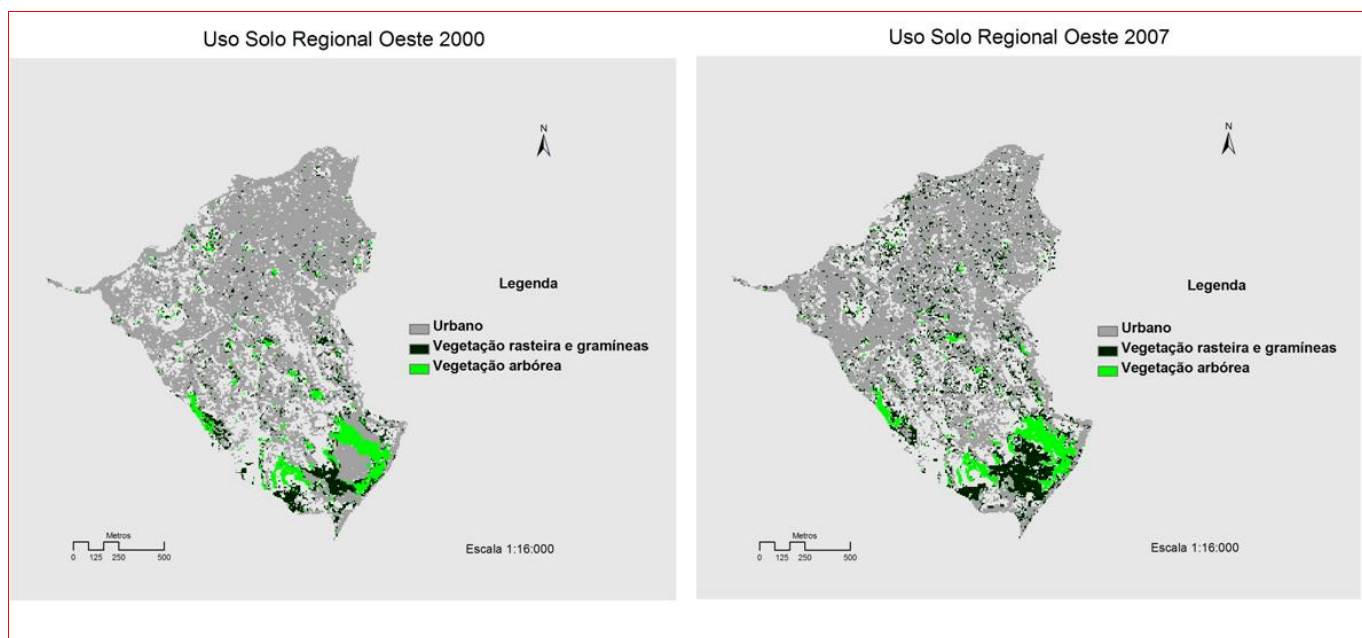 Uso Solo Regional Oeste 2000
N
Legenda
Urbano
Vegetação rasteira e gramíneas
Vegetação arbórea
Metros
0 125 250 500
Escala 1:16:000
Uso Solo Regional Oeste 2007
N
Legenda
Urbano
Vegetação rasteira e gramíneas
Vegetação arbórea
Metros
0 125 250 500
Escala 1:16:000